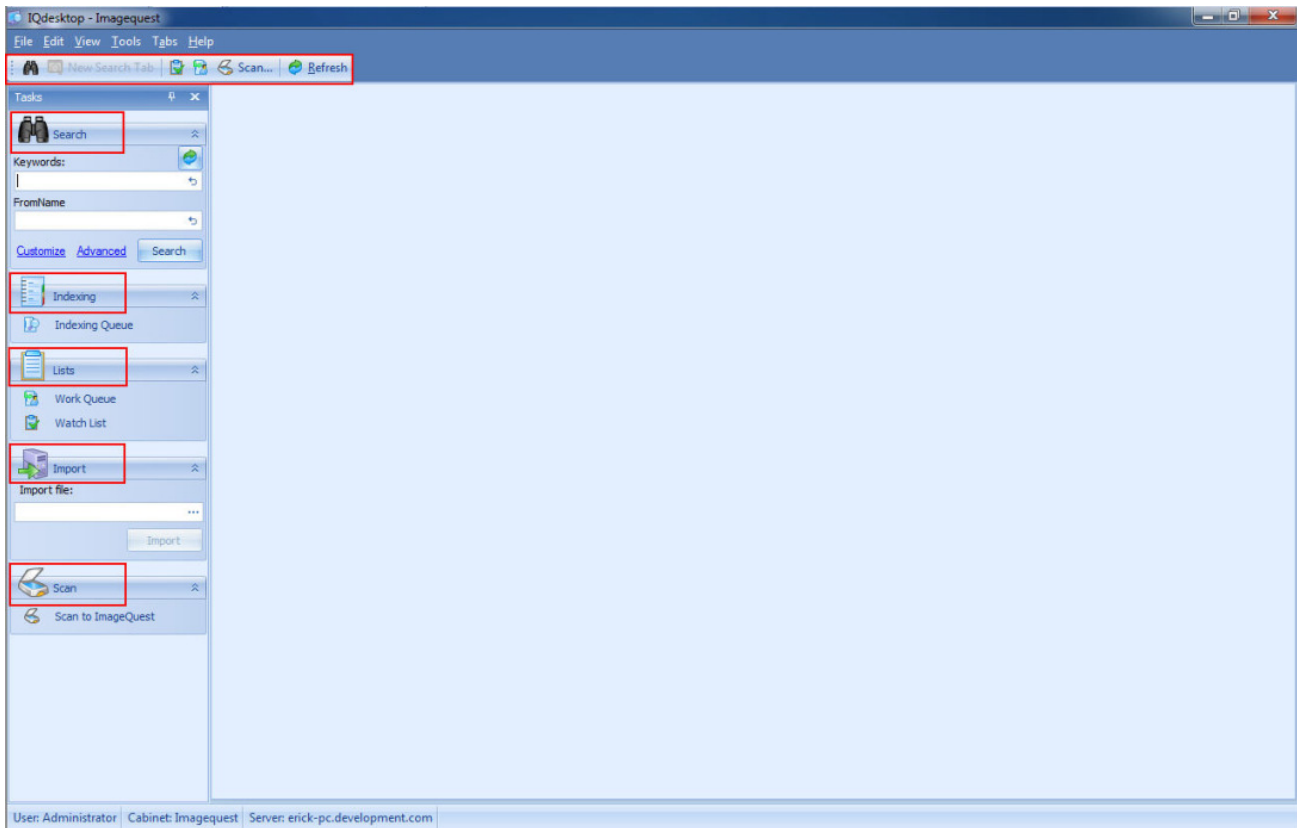 IQdesktop - Imagequest
File Edit View Tools Tabs Help
New Search Tab Scan... Refresh
Tasks
Search
Keywords:
FromName
Customize Advanced Search
Indexing
Indexing Queue
Lists
Work Queue
Watch List
Import
Import file:
Import
Scan
Scan to ImageQuest
User: Administrator Cabinet: Imagequest Server: erick-pc.development.com